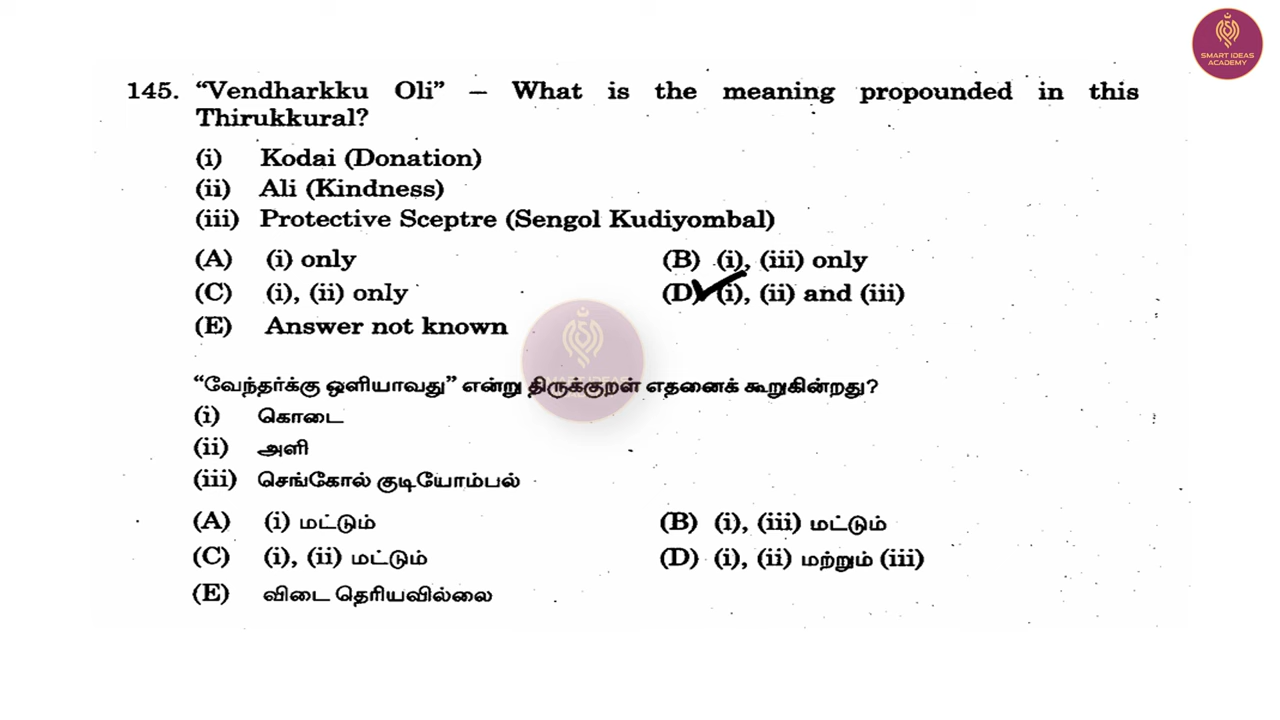 SMART IDEAS
ACADEMY
145. "Vendharkku Oli" – What is the meaning propounded in this
Thirukkural?
(i) Kodai (Donation)
(ii) Ali (Kindness)
(iii) Protective Sceptre (Sengol Kudiyombal)
(A) (i) only (B) (i), (iii) only
(C) (i), (ii) only (D) (i), (ii) and (iii)
(E) Answer not known
"வேந்தர்க்கு ஒளியாவது" என்று திருக்குறள் எதனைக் கூறுகின்றது?
(i) கொடை
(ii) அளி
(iii) செங்கோல் குடியோம்பல்
(A) (i) மட்டும் (B) (i), (iii) மட்டும்
(C) (i), (ii) மட்டும் (D) (i), (ii) மற்றும் (iii)
(E) விடை தெரியவில்லை